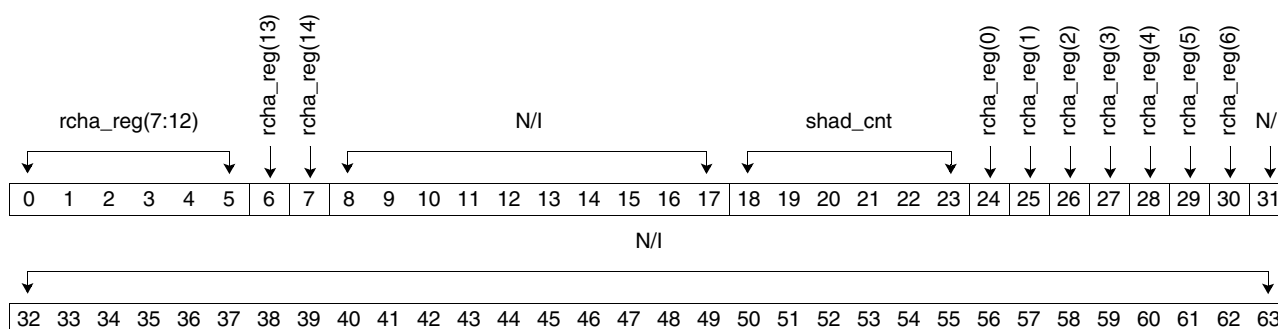 rcha_reg(13) rcha_reg(14) rcha_reg(0) rcha_reg(1) rcha_reg(2) rcha_reg(3) rcha_reg(4) rcha_reg(5) rcha_reg(6)
rcha_reg(7:12) N/I shad_cnt N/
0 1 2 3 4 5 6 7 8 9 10 11 12 13 14 15 16 17 18 19 20 21 22 23 24 25 26 27 28 29 30 31
N/I
32 33 34 35 36 37 38 39 40 41 42 43 44 45 46 47 48 49 50 51 52 53 54 55 56 57 58 59 60 61 62 63